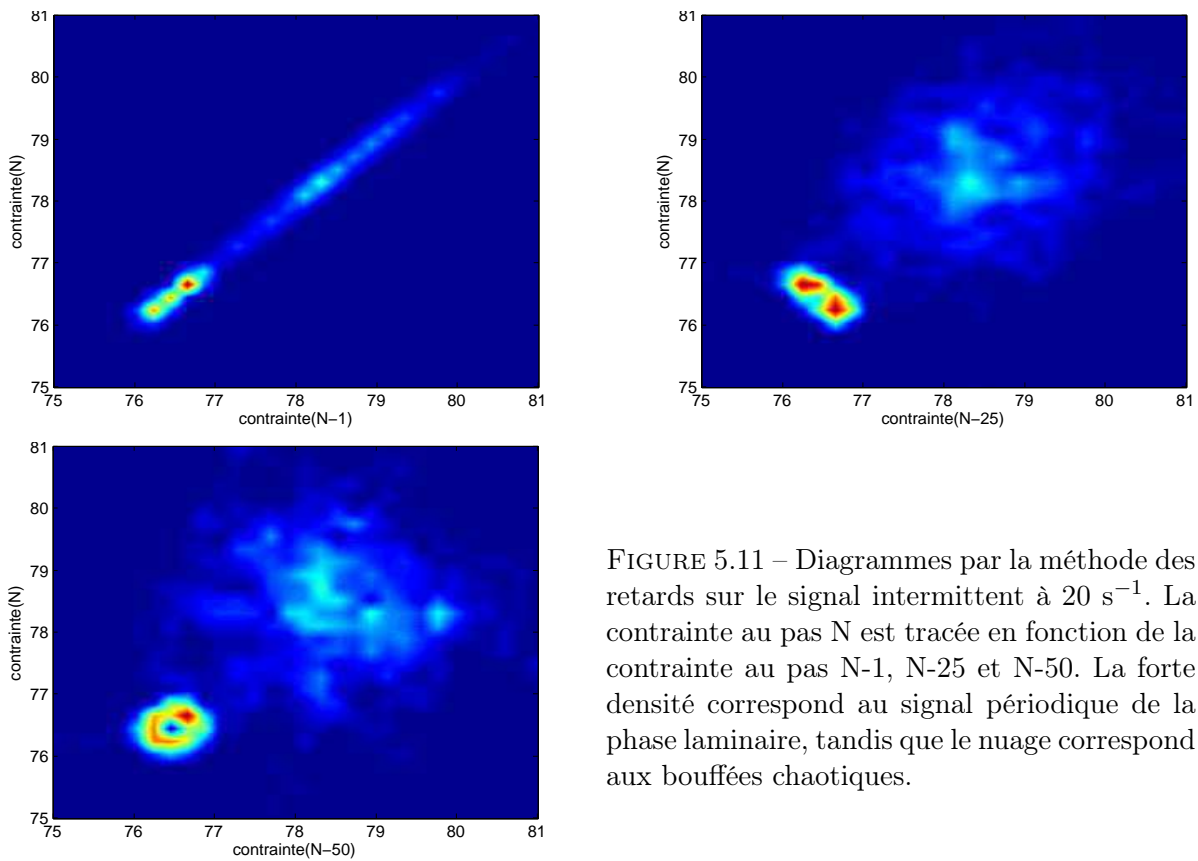 81
80
79
78
77
76
75
contrainte(N)
75 76 77 78 79 80 81
contrainte(N−1)
81
80
79
78
77
76
75
contrainte(N)
75 76 77 78 79 80 81
contrainte(N−25)
81
80
79
78
77
76
75
contrainte(N)
75 76 77 78 79 80 81
contrainte(N−50)
FIGURE 5.11 – Diagrammes par la méthode des
retards sur le signal intermittent à 20 s⁻¹. La
contrainte au pas N est tracée en fonction de la
contrainte au pas N-1, N-25 et N-50. La forte
densité correspond au signal périodique de la
phase laminaire, tandis que le nuage correspond
aux bouffées chaotiques.